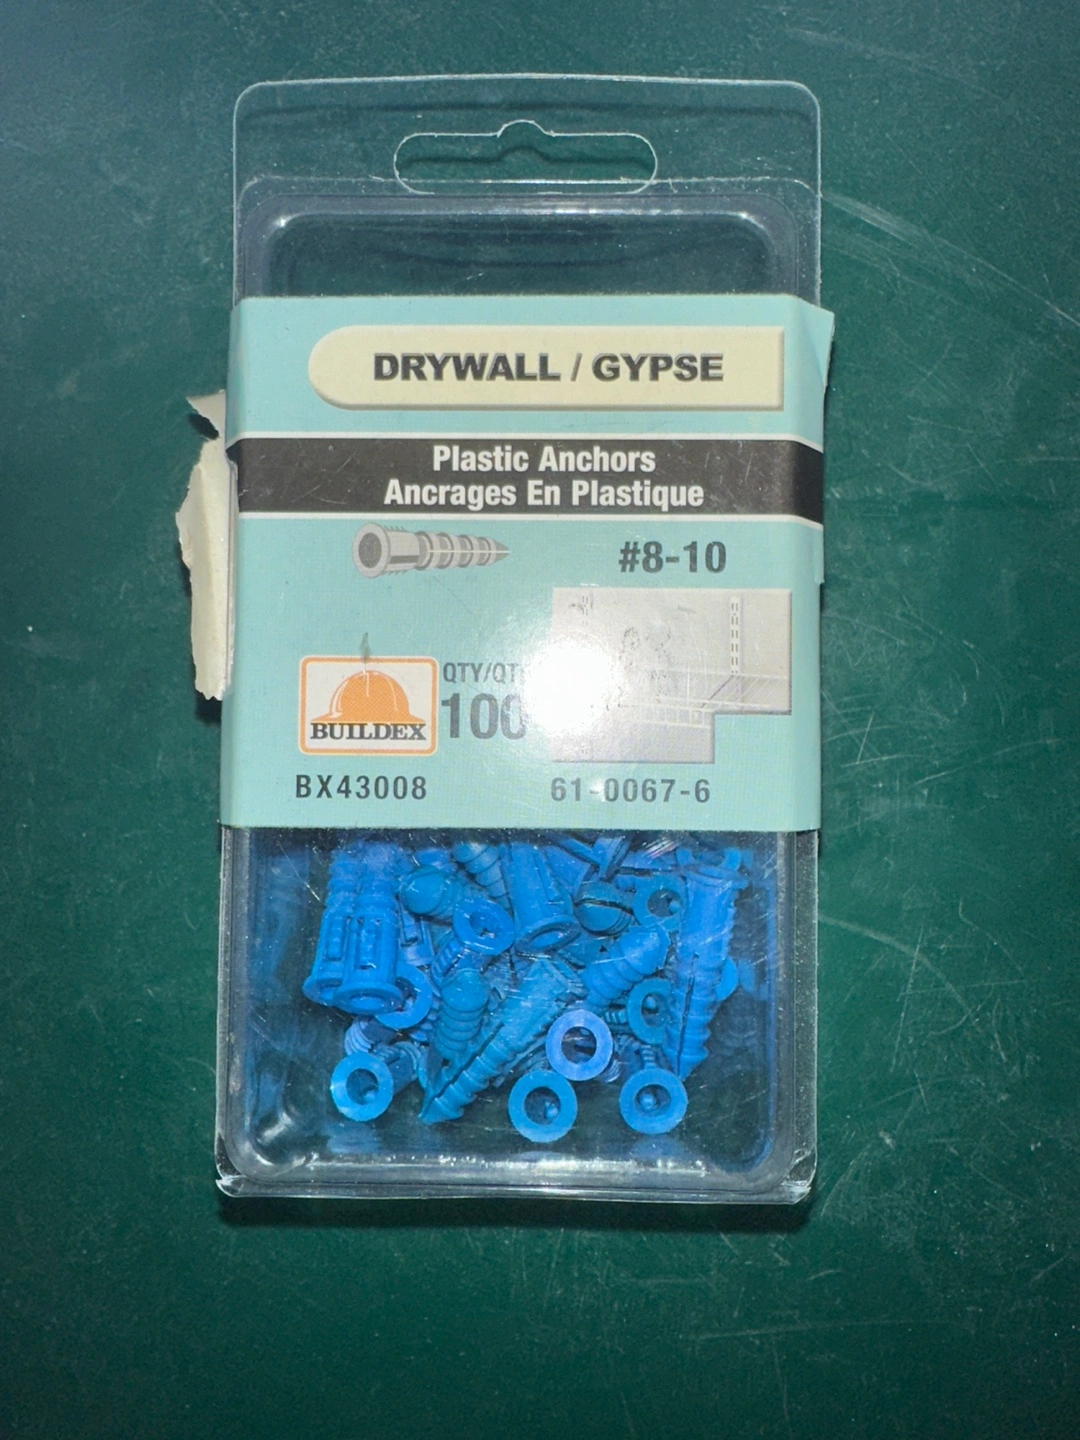 DRYWALL / GYPSE
Plastic Anchors
Ancrages En Plastique
#8-10
QTY/QT
100
BUILDEX
BX43008
61-0067-6